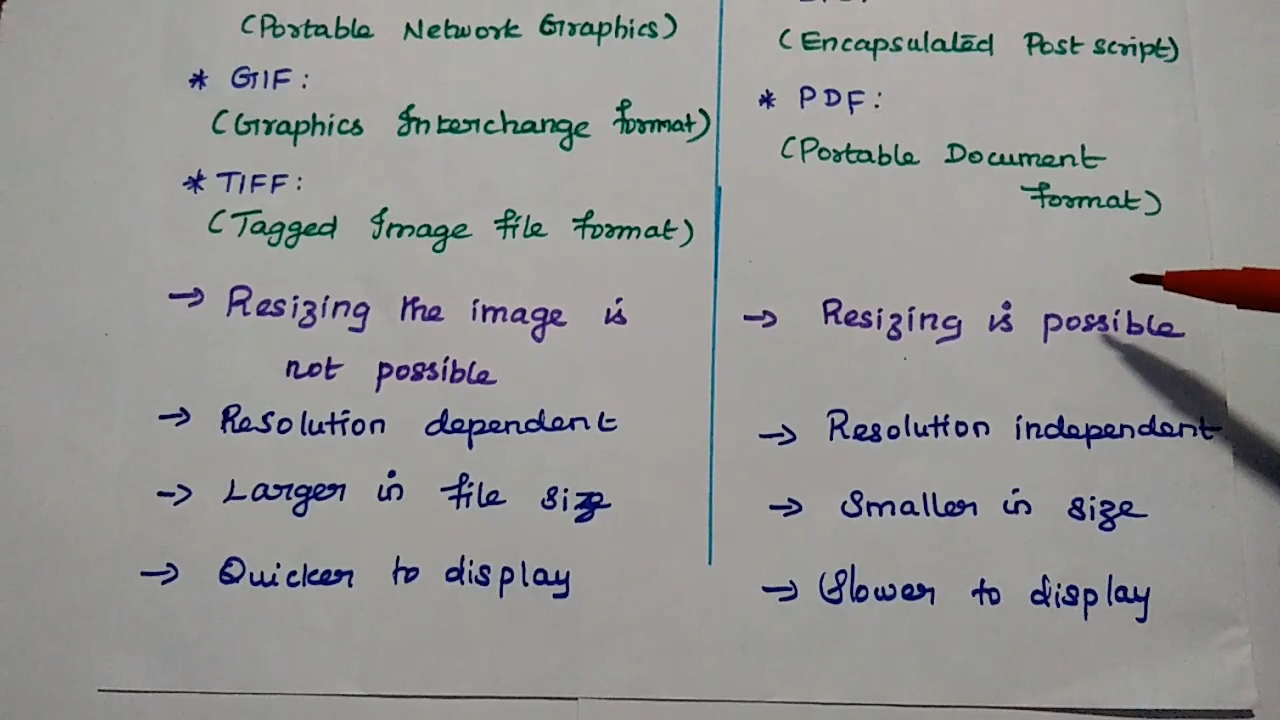 (Portable Network Graphics)
* GIF:
(Graphics Interchange format)
* TIFF:
(Tagged Image file format)
→ Resizing the image is
not possible
→ Resolution dependent
→ Larger in file size
→ Quicker to display
(Encapsulated Post script)
* PDF:
(Portable Document
format)
→ Resizing is possible
→ Resolution independent
→ Smaller in size
→ Slower to display